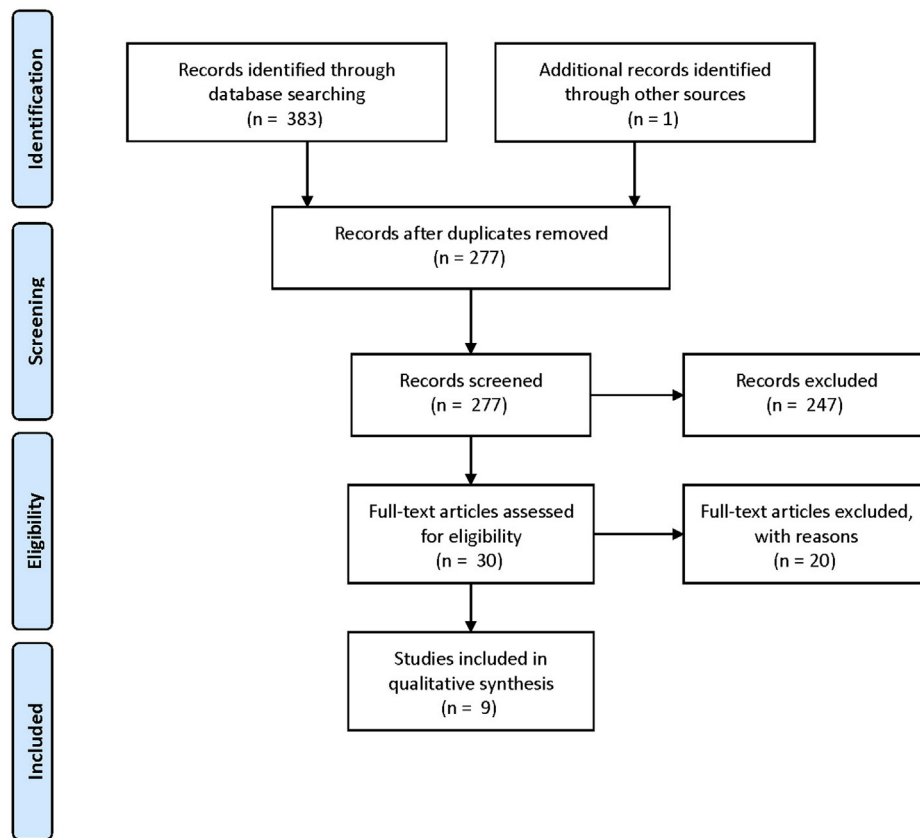 Identification
Records identified through
database searching
(n =  383)
Additional records identified
through other sources
(n = 1)
Screening
Records after duplicates removed
(n = 277)
Records screened
(n =  277)
Records excluded
(n =  247)
Eligibility
Full-text articles assessed
for eligibility
(n =  30)
Full-text articles excluded,
with reasons
(n = 20)
Included
Studies included in
qualitative synthesis
(n =  9)